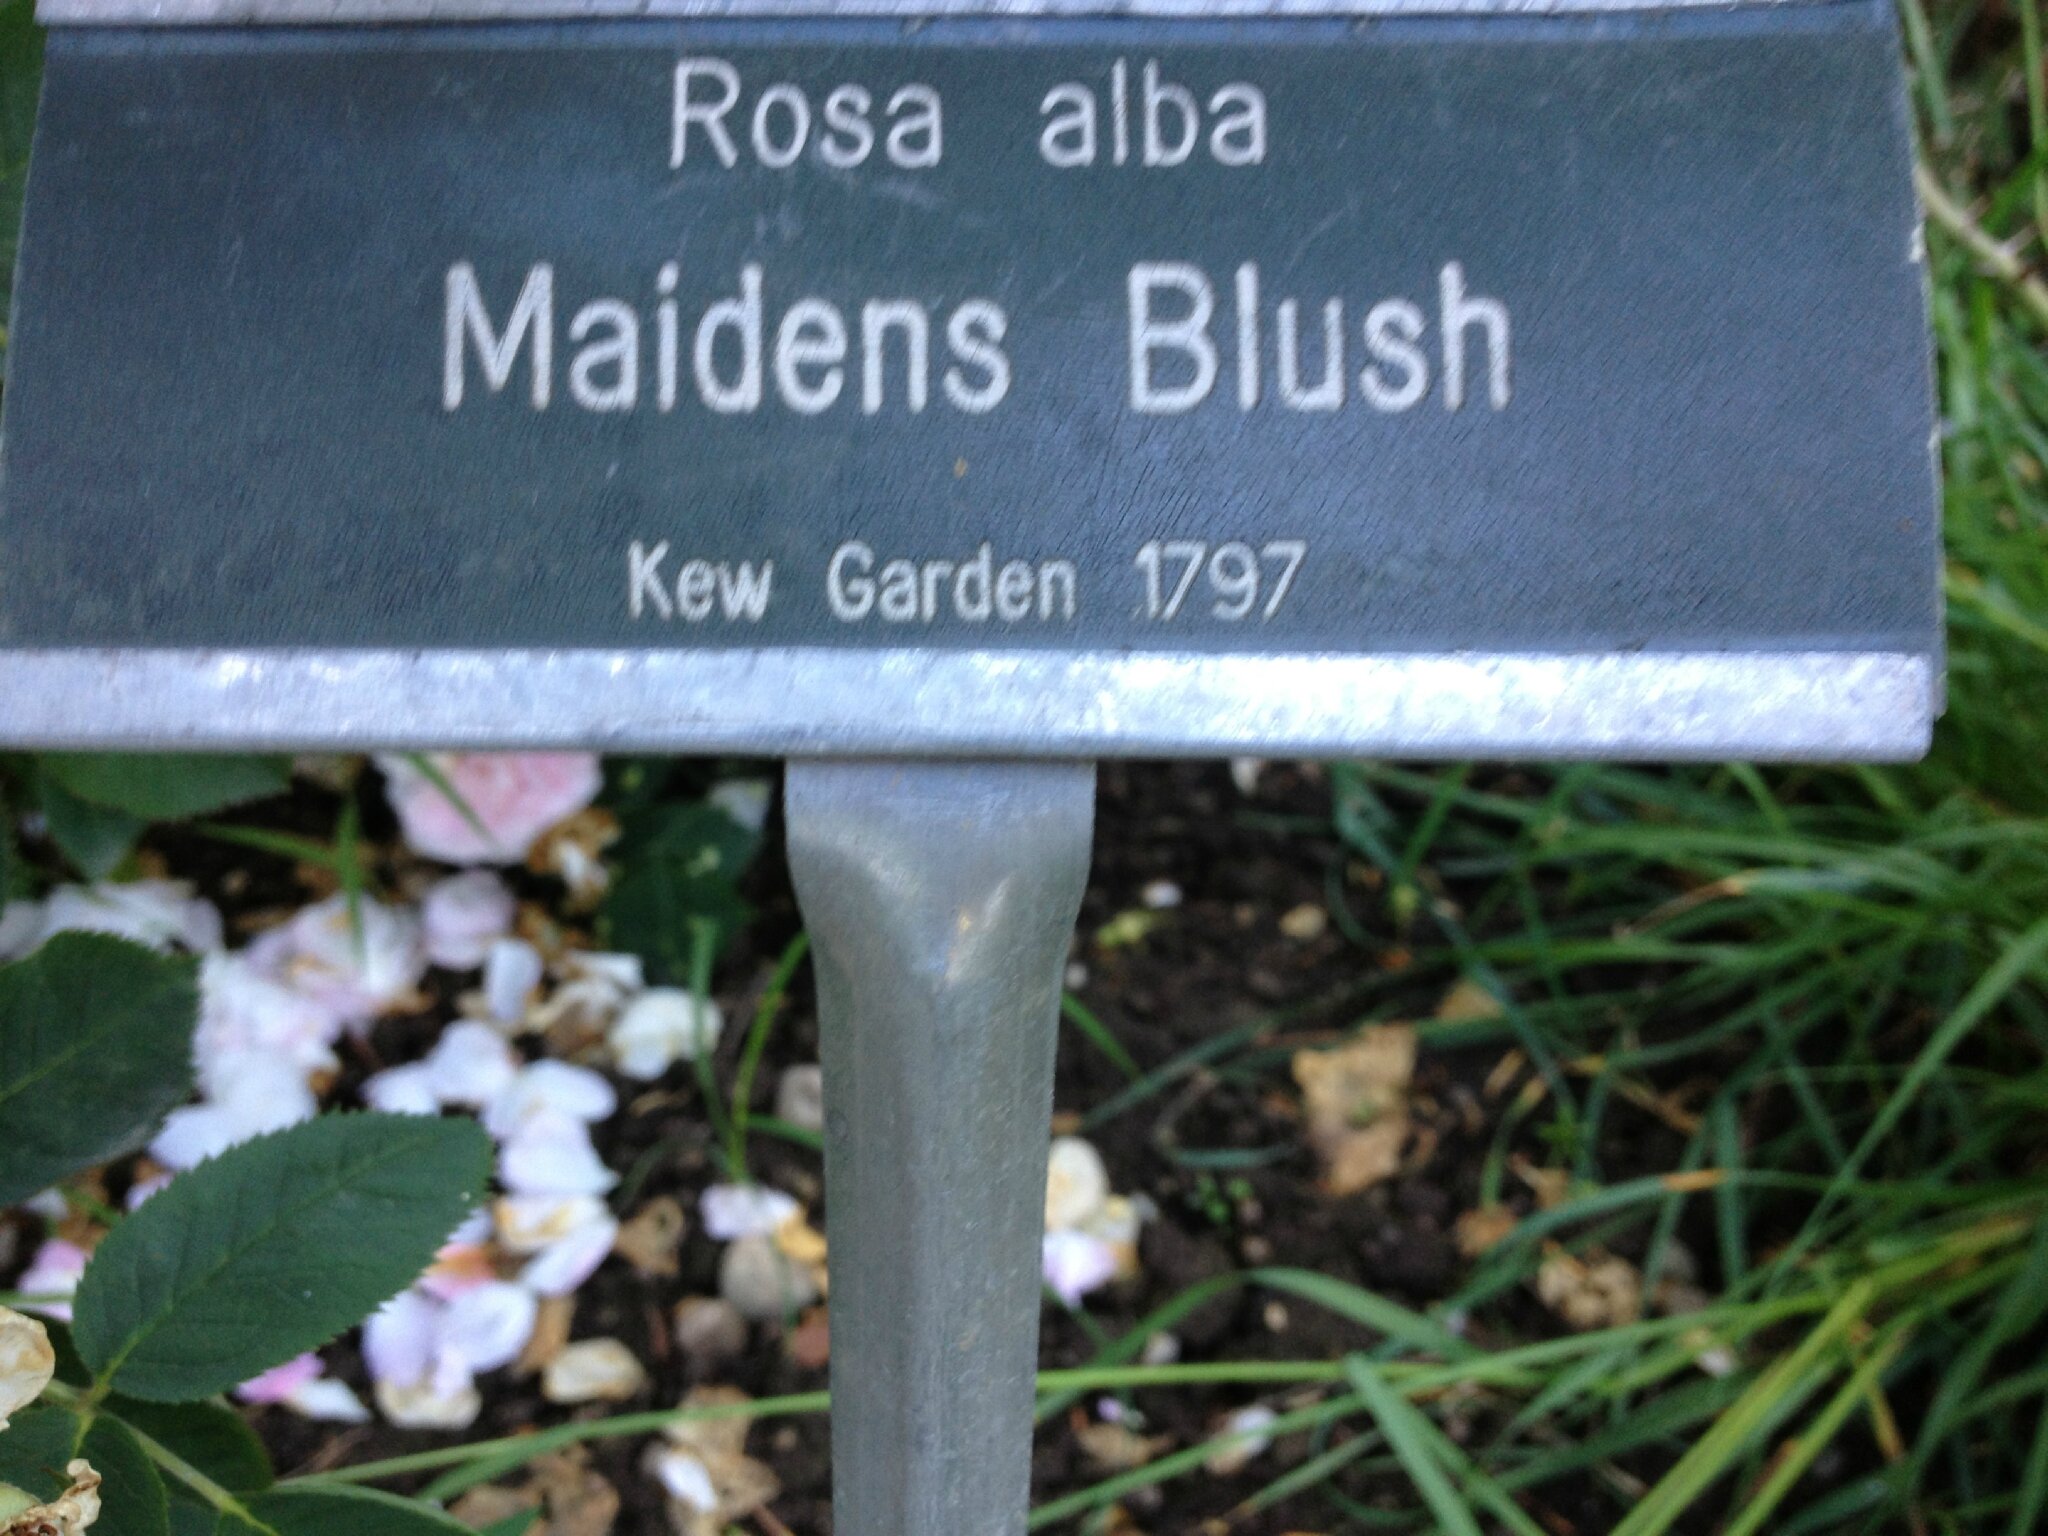 Rosa alba
Maidens Blush
Kew Garden 1797